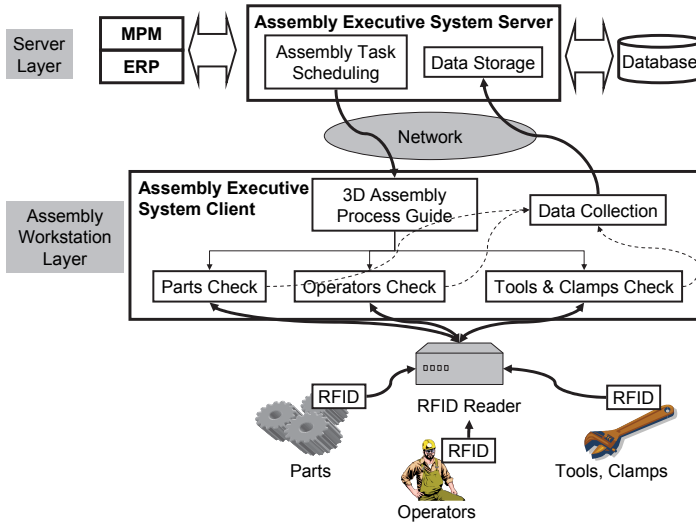 Assembly Executive System Server
MPM
ERP
Server
Layer
Assembly Task
Scheduling
Data Storage
Database
Network
Assembly Executive
System Client
3D Assembly
Process Guide
Data Collection
Assembly
Workstation
Layer
Parts Check
Operators Check
Tools & Clamps Check
RFID
RFID
RFID Reader
RFID
Parts
Tools, Clamps
Operators